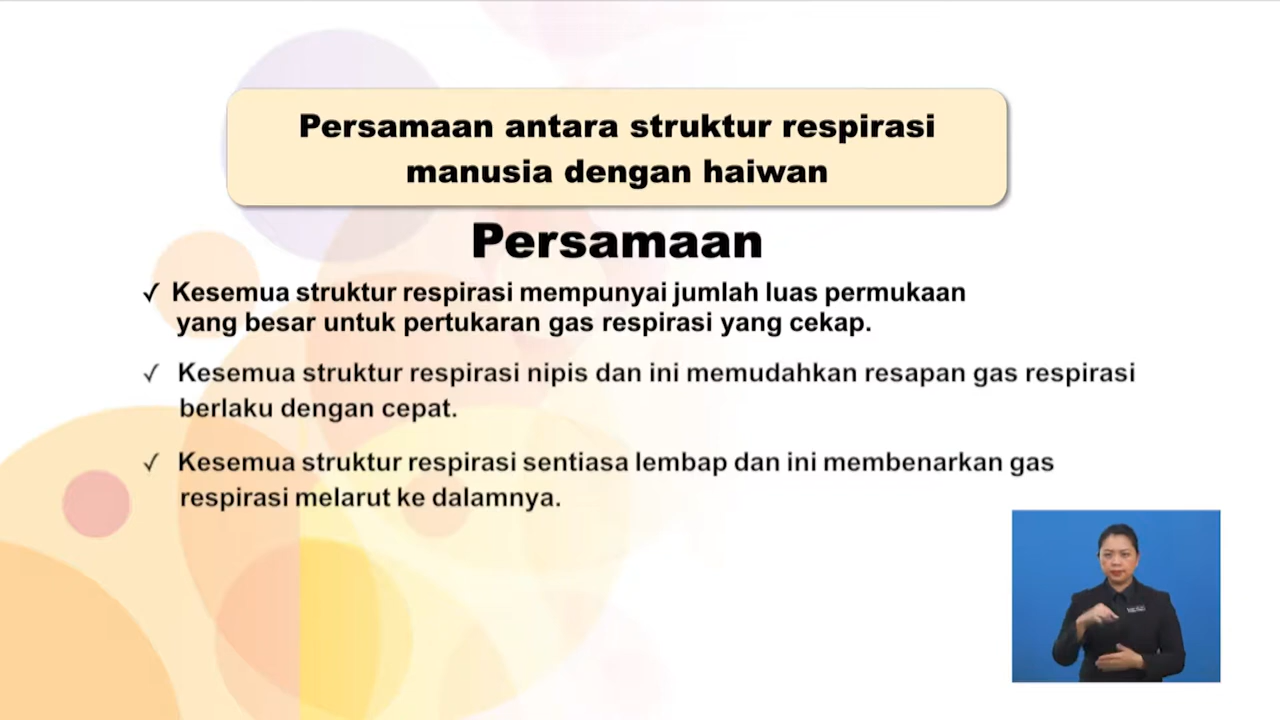 Persamaan antara struktur respirasi
manusia dengan haiwan
Persamaan
✓ Kesemua struktur respirasi mempunyai jumlah luas permukaan
yang besar untuk pertukaran gas respirasi yang cekap.
✓ Kesemua struktur respirasi nipis dan ini memudahkan resapan gas respirasi
berlaku dengan cepat.
✓ Kesemua struktur respirasi sentiasa lembap dan ini membenarkan gas
respirasi melarut ke dalamnya.